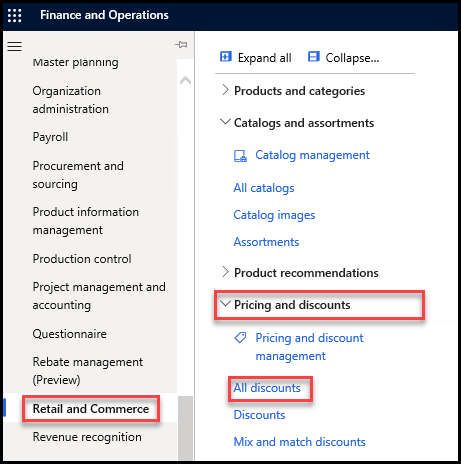 Finance and Operations
Master planning
Organization
administration
Payroll
Procurement and
sourcing
Product information
management
Production control
Project management and
accounting
Questionnaire
Rebate management
(Preview)
Retail and Commerce
Revenue recognition
Expand all
Collapse...
Products and categories
Catalogs and assortments
Catalog management
All catalogs
Catalog images
Assortments
Product recommendations
Pricing and discounts
Pricing and discount
management
All discounts
Discounts
Mix and match discounts